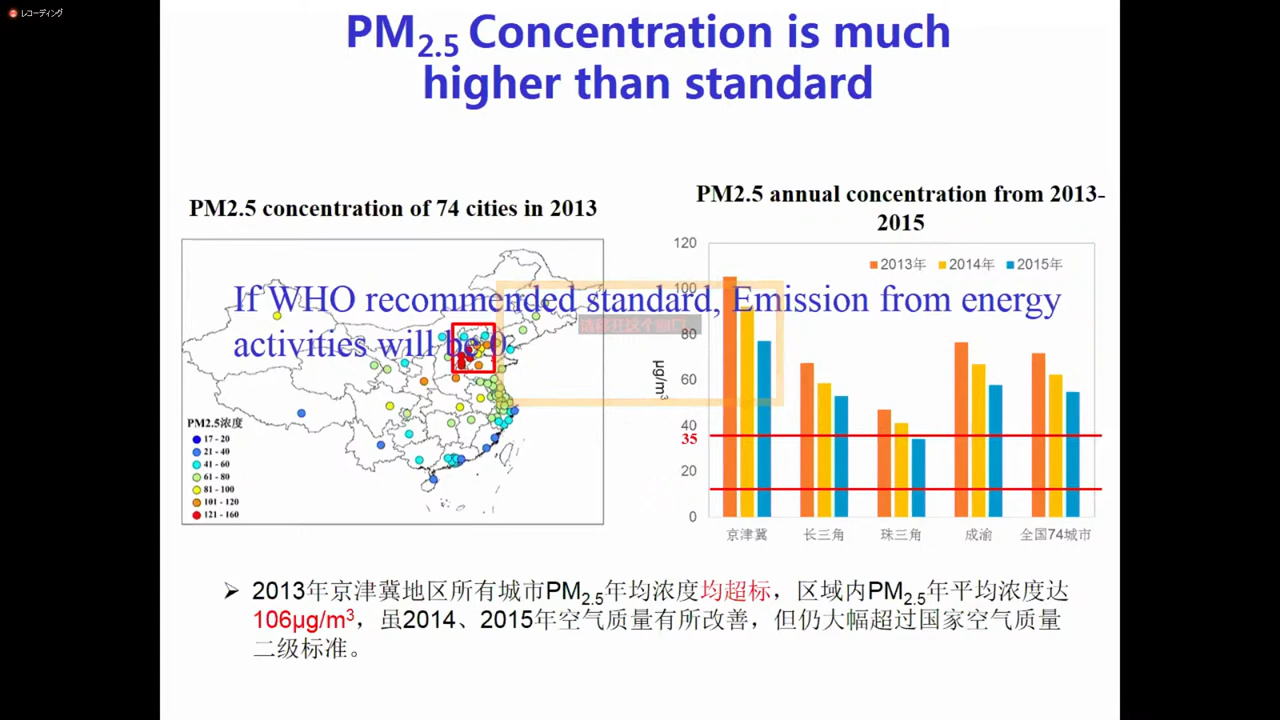 レコーディング
PM2.5 Concentration is much
higher than standard
PM2.5 concentration of 74 cities in 2013
PM2.5 annual concentration from 2013-
2015
If WHO recommended standard, Emission from energy
activities will be 0
PM2.5浓度
17 - 20
21 - 40
41 - 60
61 - 80
81 - 100
101 - 120
121 - 160
2013年 2014年 2015年
120
100
80
60
40
35
20
0
μg/m3
京津冀 长三角 珠三角 成渝 全国74城市
➢ 2013年京津冀地区所有城市PM2.5年均浓度均超标，区域内PM2.5年平均浓度达
106μg/m3，虽2014、2015年空气质量有所改善，但仍大幅超过国家空气质量
二级标准。